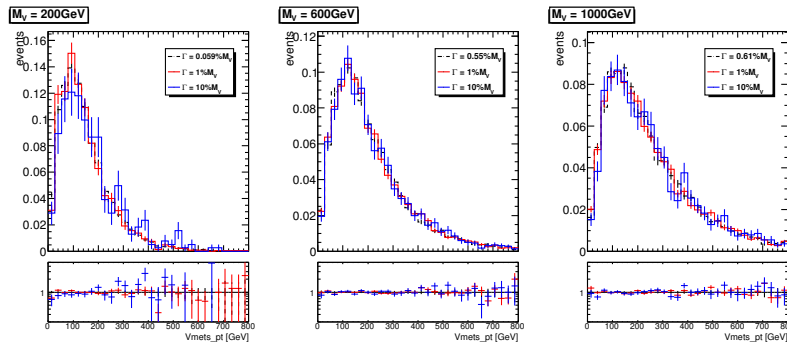 M_V = 200GeV
events
0.16
0.14
0.12
0.1
0.08
0.06
0.04
0.02
0
Γ = 0.059%M_V
Γ = 1%M_V
Γ = 10%M_V
1
0 100 200 300 400 500 600 700 800
Vmets_pt [GeV]
M_V = 600GeV
events
0.12
0.1
0.08
0.06
0.04
0.02
Γ = 0.55%M_V
Γ = 1%M_V
Γ = 10%M_V
1
0 100 200 300 400 500 600 700 800
Vmets_pt [GeV]
M_V = 1000GeV
events
0.1
0.08
0.06
0.04
0.02
0
Γ = 0.61%M_V
Γ = 1%M_V
Γ = 10%M_V
1
0 100 200 300 400 500 600 700 800
Vmets_pt [GeV]